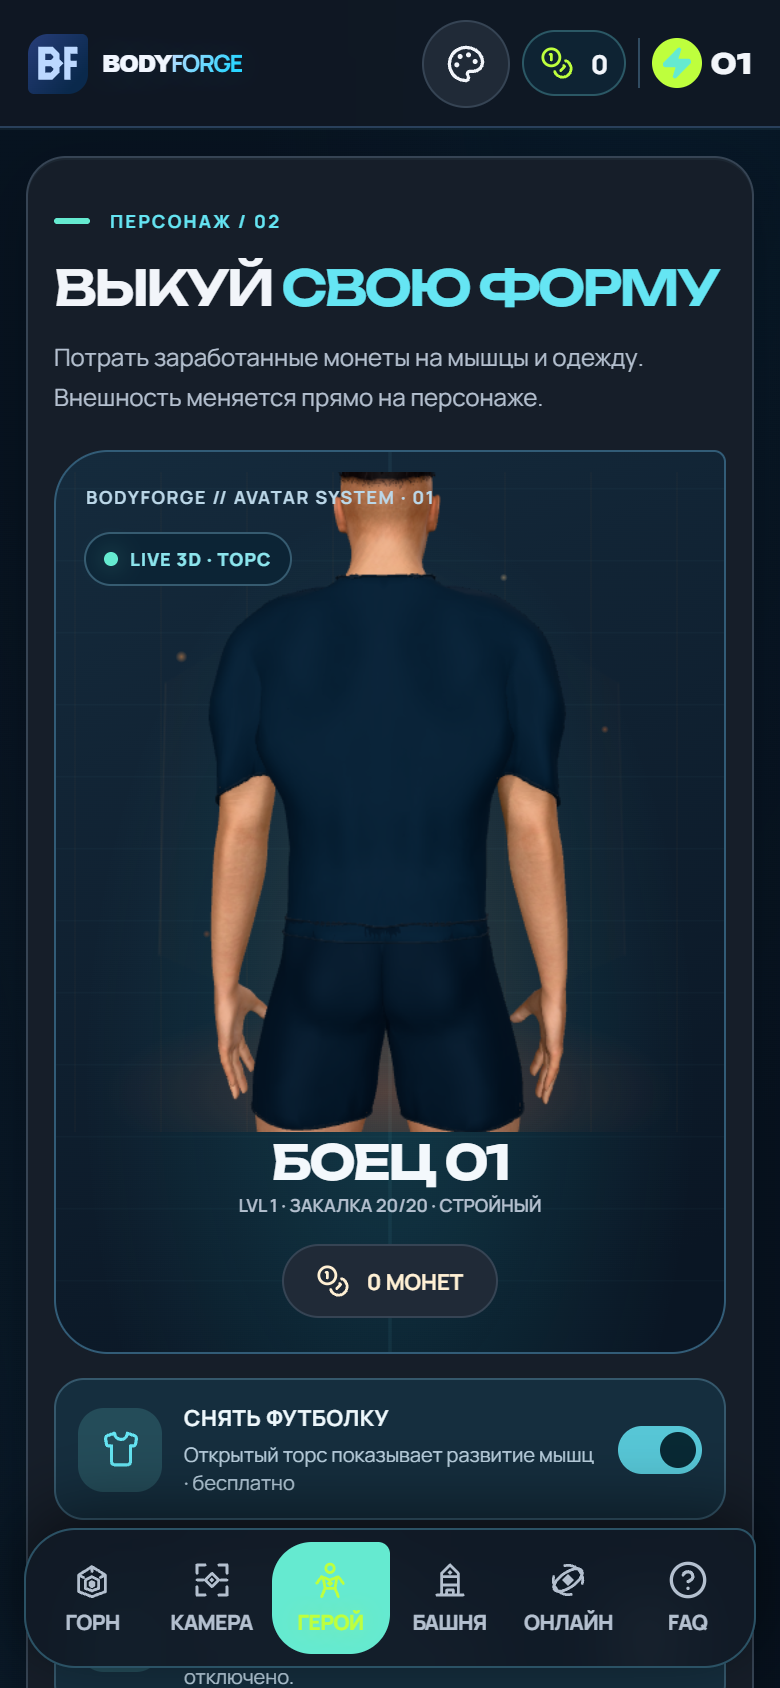 BF BODYFORGE
0
01
ПЕРСОНАЖ / 02
ВЫКУЙ СВОЮ ФОРМУ
Потрать заработанные монеты на мышцы и одежду.
Внешность меняется прямо на персонаже.
BODYFORGE // AVATAR SYSTEM · 01
LIVE 3D · ТОРС
БОЕЦ 01
LVL 1 · ЗАКАЛКА 20/20 · СТРОЙНЫЙ
0 МОНЕТ
СНЯТЬ ФУТБОЛКУ
Открытый торс показывает развитие мышц
· бесплатно
ГОРН
КАМЕРА
ГЕРОЙ
БАШНЯ
ОНЛАЙН
FAQ
отключено.